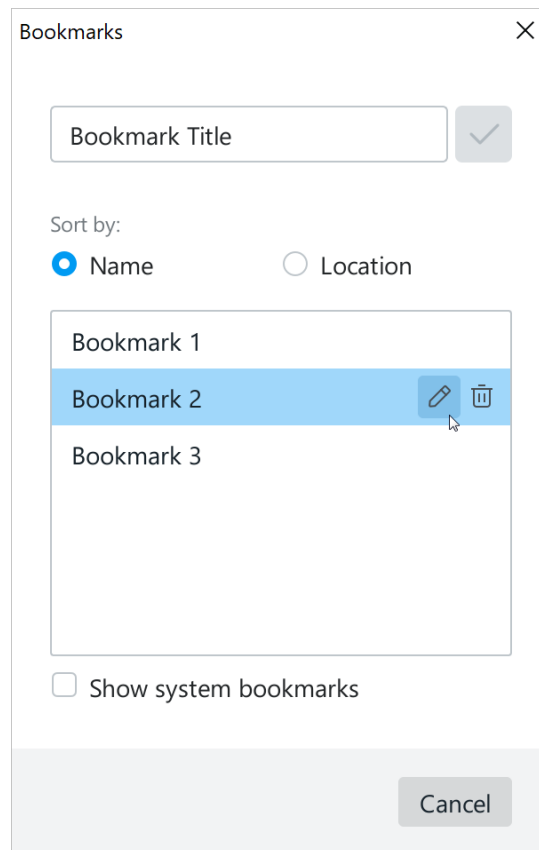 Bookmarks
Bookmark Title
Sort by:
Name Location
Bookmark 1
Bookmark 2
Bookmark 3
Show system bookmarks
Cancel